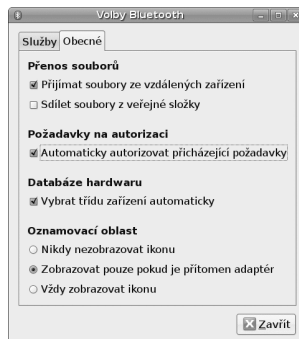 Volby Bluetooth
Služby Obecné
Přenos souborů
Přijímat soubory ze vzdálených zařízení
Sdílet soubory z veřejné složky
Požadavky na autorizaci
Automaticky autorizovat přicházející požadavky
Databáze hardwaru
Vybrat třídu zařízení automaticky
Oznamovací oblast
Nikdy nezobrazovat ikonu
Zobrazovat pouze pokud je přítomen adaptér
Vždy zobrazovat ikonu
Zavřít